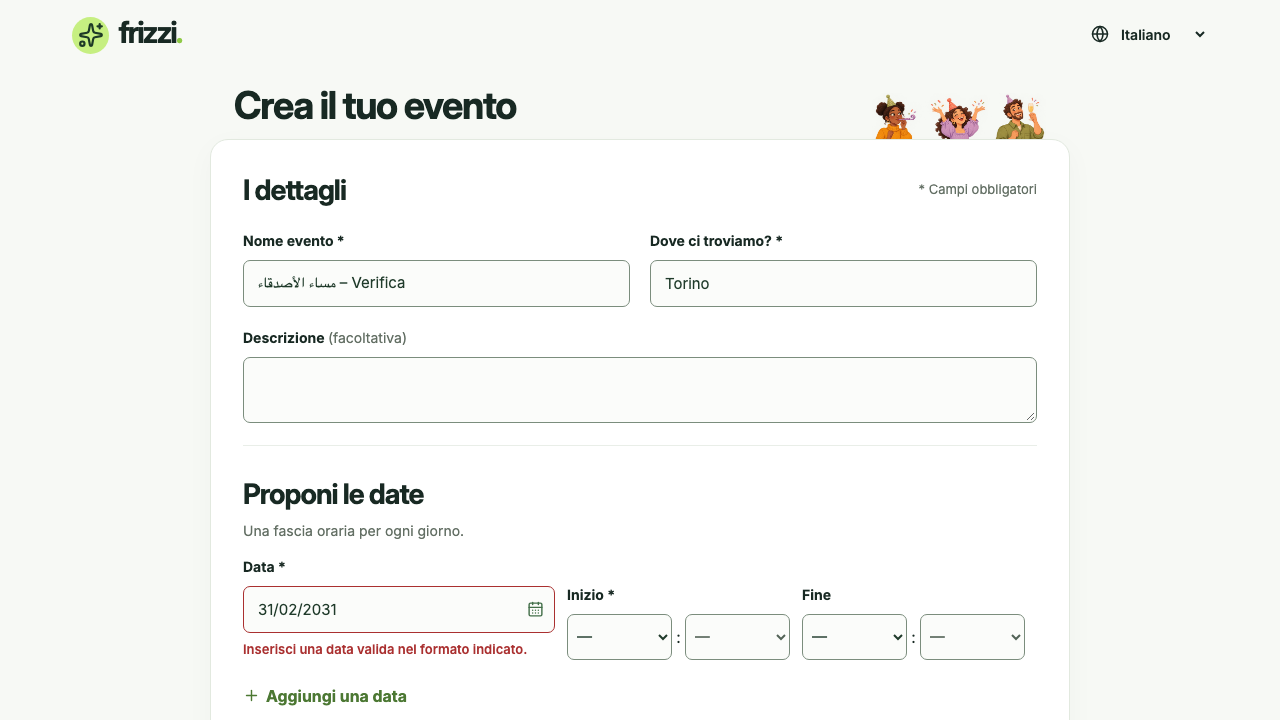 frizzi.
Italiano
Crea il tuo evento
I dettagli
* Campi obbligatori
Nome evento *
Dove ci troviamo? *
مساء الأصدقاء – Verifica
Torino
Descrizione (facoltativa)
Proponi le date
Una fascia oraria per ogni giorno.
Data *
Inizio *
Fine
31/02/2031
— : —
— : —
Inserisci una data valida nel formato indicato.
+ Aggiungi una data